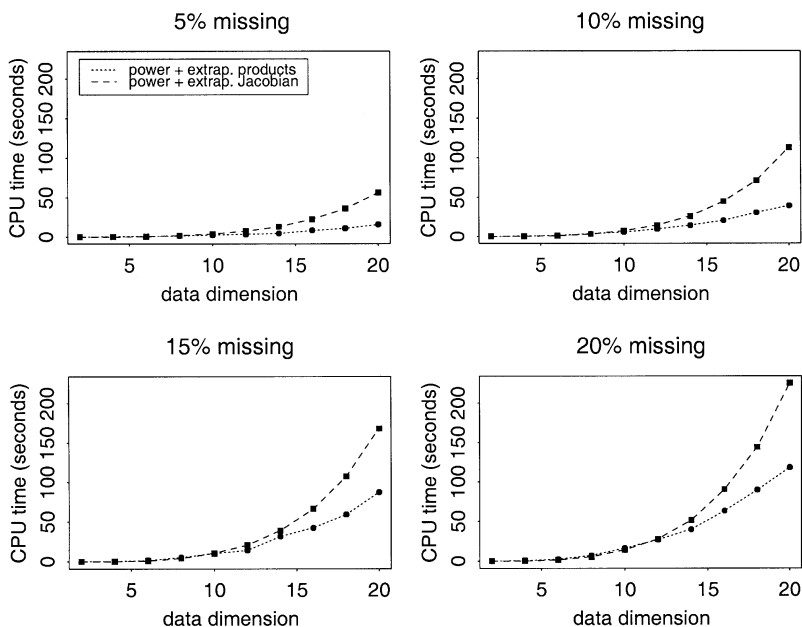 5% missing
CPU time (seconds)
0 50 100 150 200
power + extrap. products
power + extrap. Jacobian
5 10 15 20
data dimension
10% missing
CPU time (seconds)
0 50 100 150 200
5 10 15 20
data dimension
15% missing
CPU time (seconds)
0 50 100 150 200
5 10 15 20
data dimension
20% missing
CPU time (seconds)
0 50 100 150 200
5 10 15 20
data dimension